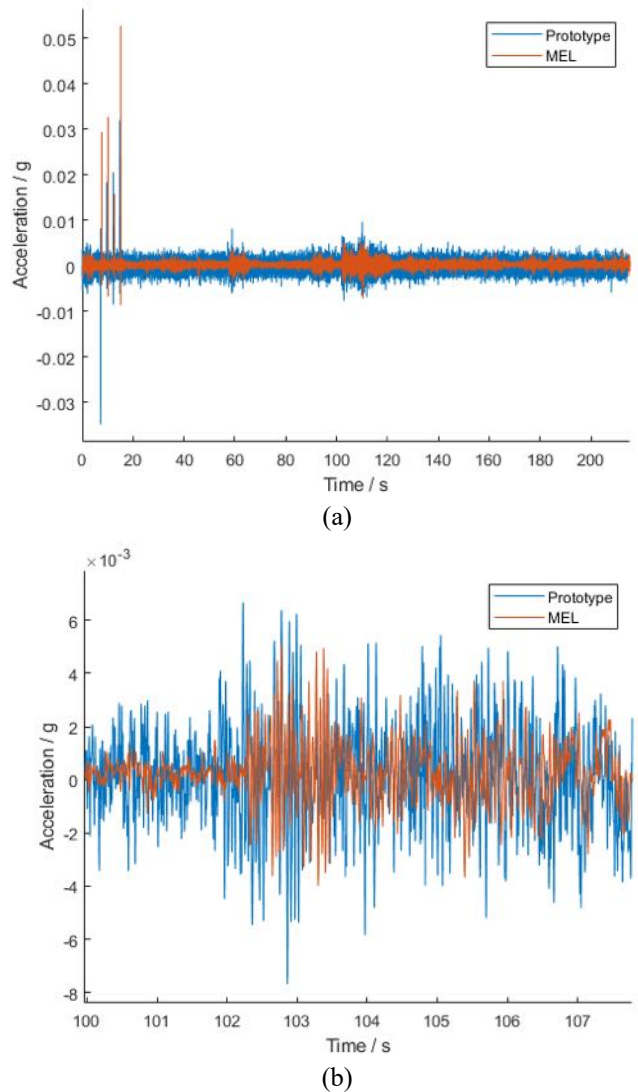 0.05
0.04
0.03
0.02
0.01
0
-0.01
-0.02
-0.03
Acceleration / g
Prototype
MEL
0 20 40 60 80 100 120 140 160 180 200
Time / s
(a)
× 10⁻³
6
4
2
0
-2
-4
-6
-8
Acceleration / g
Prototype
MEL
100 101 102 103 104 105 106 107
Time / s
(b)